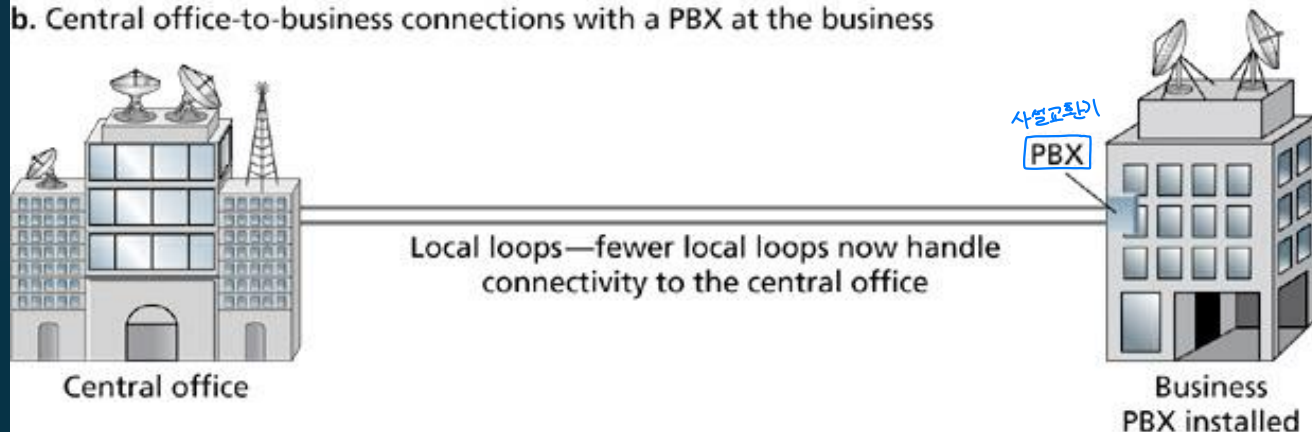 b. Central office-to-business connections with a PBX at the business
사설교환기
PBX
Local loops—fewer local loops now handle
connectivity to the central office
Central office
Business
PBX installed